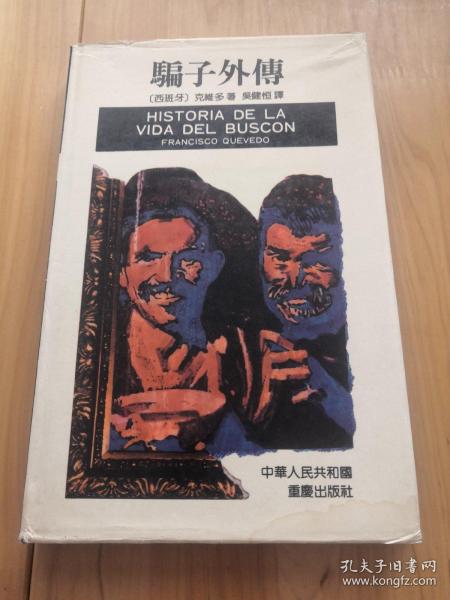 騙子外傳
(西班牙) 克維多著 吳健恒譯
HISTORIA DE LA
VIDA DEL BUSCON
FRANCISCO QUEVEDO
中華人民共和國
重慶出版社
孔夫子旧书网
www.kongfz.com